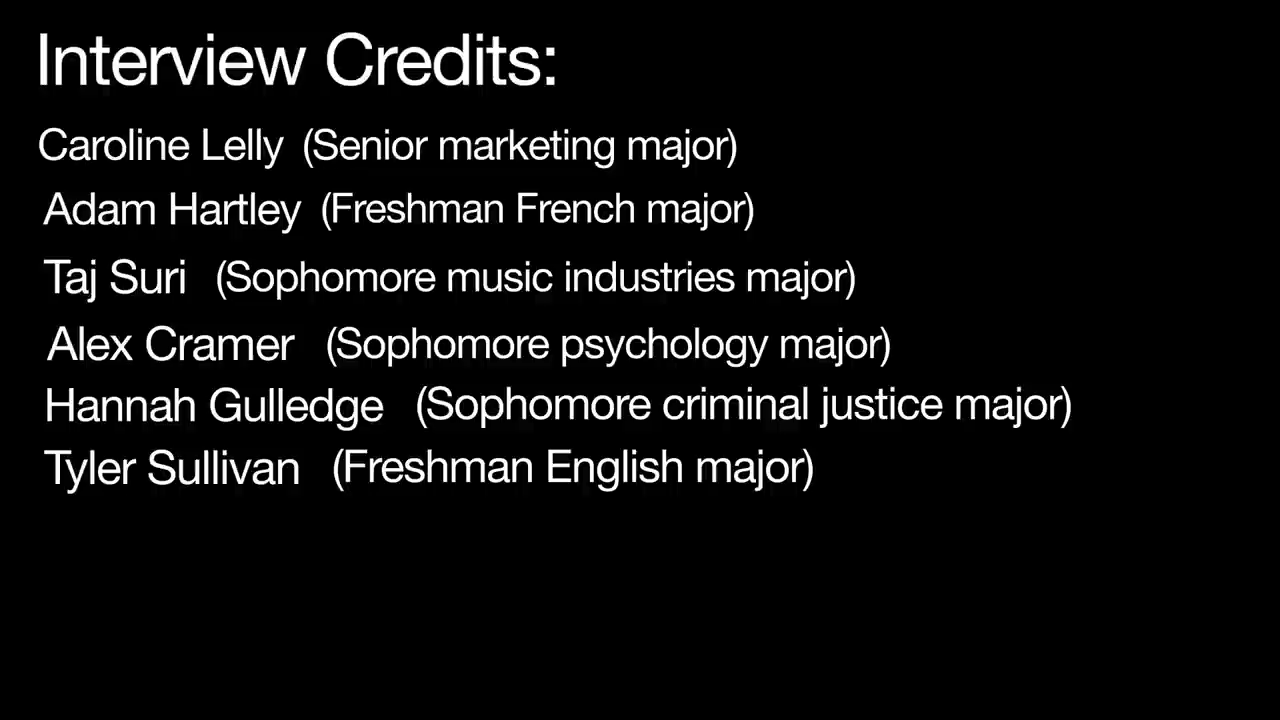 Interview Credits:
Caroline Lelly (Senior marketing major)
Adam Hartley (Freshman French major)
Taj Suri (Sophomore music industries major)
Alex Cramer (Sophomore psychology major)
Hannah Gulledge (Sophomore criminal justice major)
Tyler Sullivan (Freshman English major)